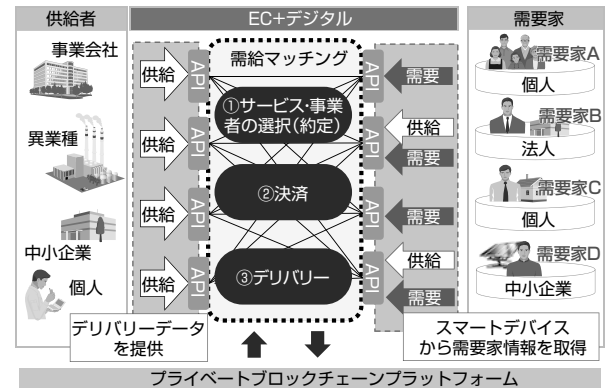 供給者
EC+デジタル
需要家
事業会社
異業種
中小企業
個人
供給
API
供給
API
供給
API
供給
API
需給マッチング
①サービス・事業
者の選択(約定)
②決済
③デリバリー
API
需要
API
供給
需要
API
需要
API
供給
需要
需要家A
個人
需要家B
法人
需要家C
個人
需要家D
中小企業
デリバリーデータ
を提供
スマートデバイス
から需要家情報を取得
プライベートブロックチェーンプラットフォーム